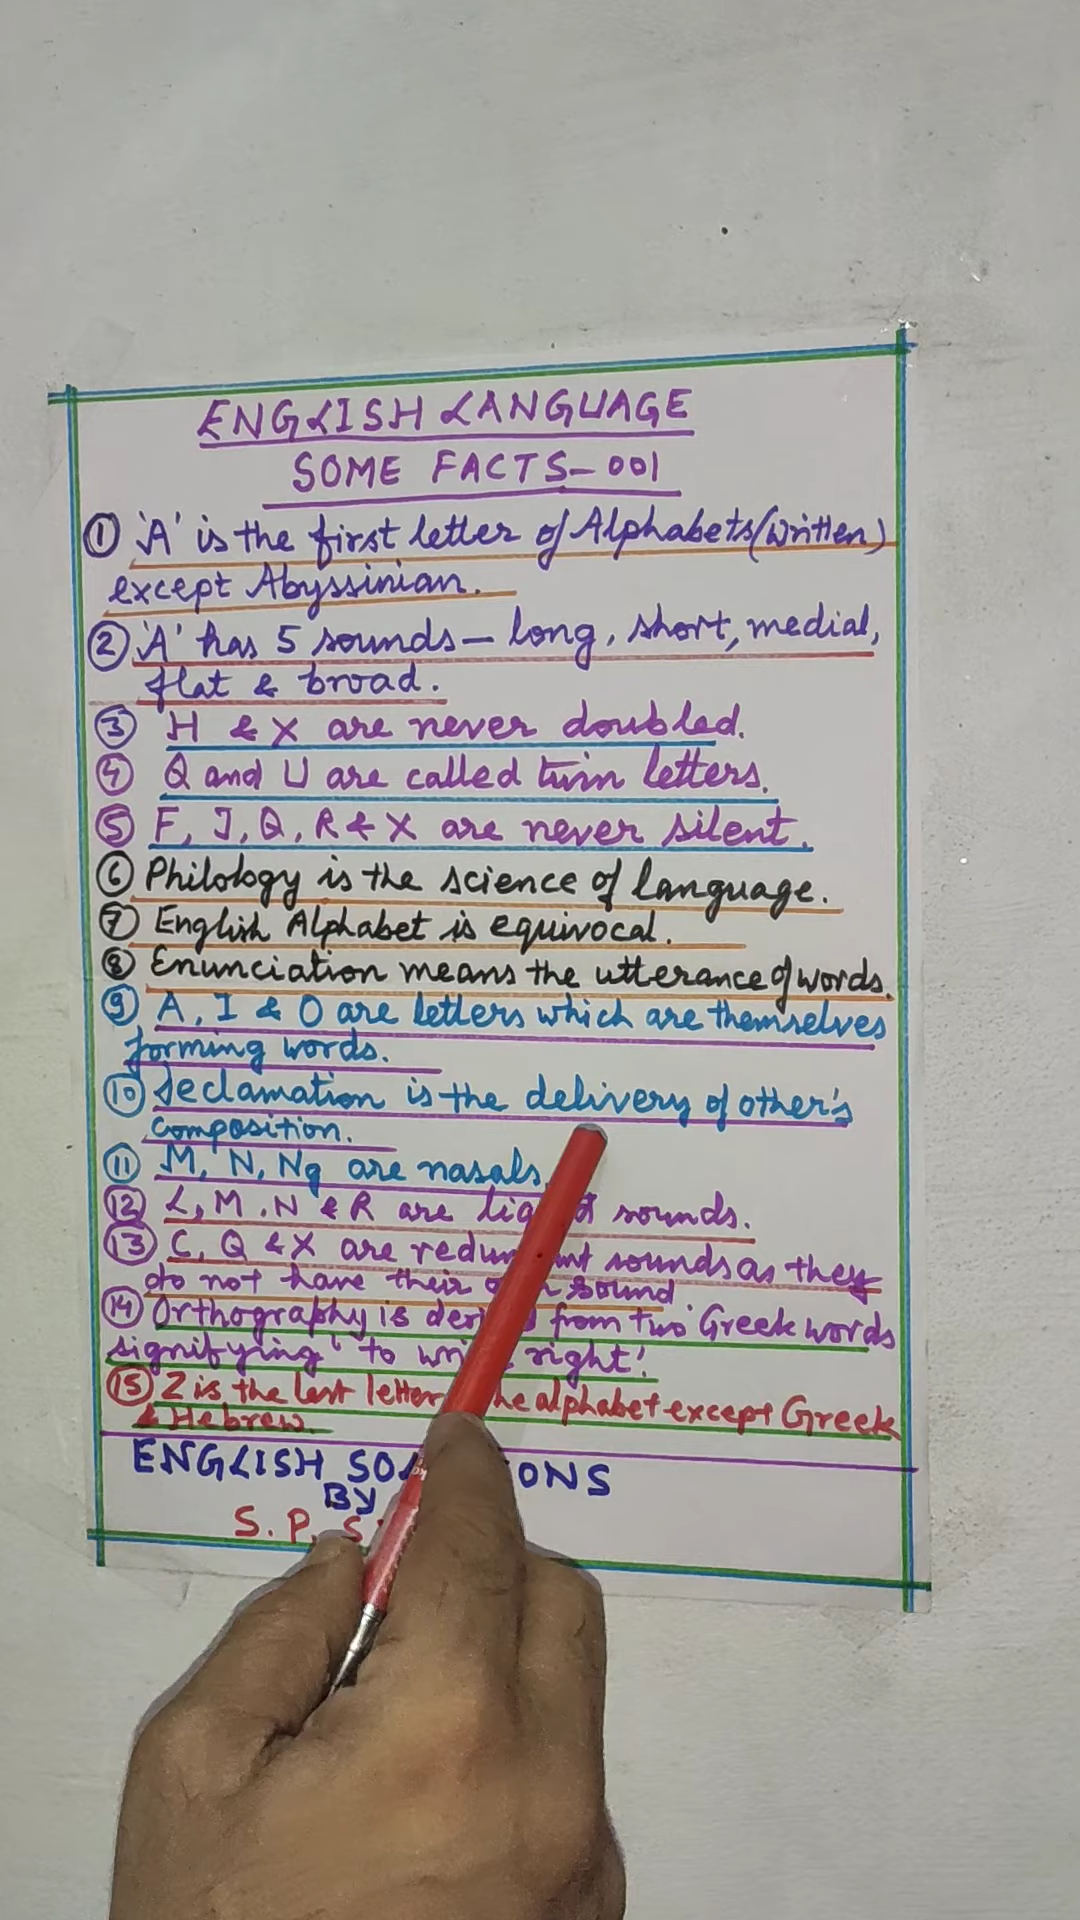 ENGLISH LANGUAGE
SOME FACTS-001
① 'A' is the first letter of Alphabets (written)
except Abyssinian.
② 'A' has 5 sounds – long, short, medial,
flat & broad.
③ H & X are never doubled.
④ Q and U are called twin letters.
⑤ F, J, Q, R & X are never silent.
⑥ Philology is the science of language.
⑦ English Alphabet is equivocal.
⑧ Enunciation means the utterance of words.
⑨ A, I & O are letters which are themselves
forming words.
⑩ Declamation is the delivery of other's
composition.
⑪ M, N, Ng are nasals.
⑫ L, M, N & R are sounds.
⑬ C, Q & X are sounds as they
do not have their sound.
⑭ Orthography is from two Greek words
signifying 'to right'.
⑮ Z is the last letter alphabet except Greek
& Hebrew.
ENGLISH
BY
S. P.